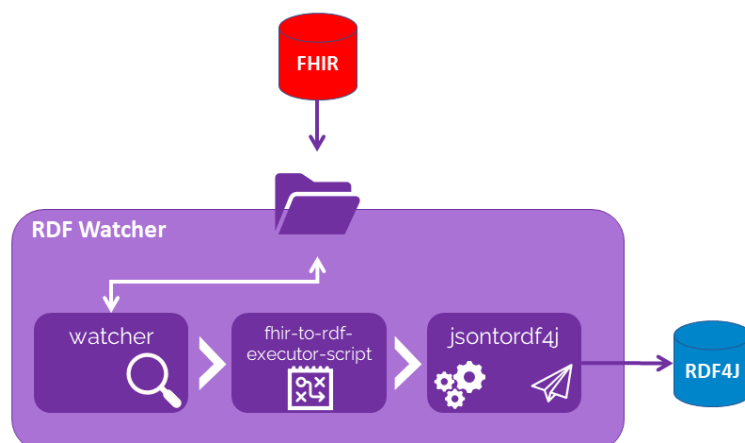 FHIR
RDF Watcher
watcher
fhir-to-rdf-
executor-script
jsontordf4j
RDF4J